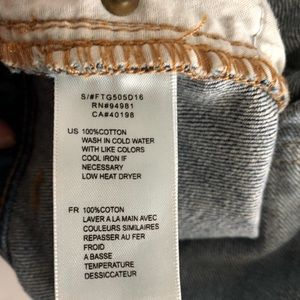 S/#FTG505D16
RN#94981
CA#40198
US 100%COTTON
WASH IN COLD WATER
WITH LIKE COLORS
COOL IRON IF
NECESSARY
LOW HEAT DRYER
FR 100%COTON
LAVER A LA MAIN AVEC
COULEURS SIMILAIRES
REPASSER AU FER
FROID
A BASSE
TEMPERATURE
DESSICCATEUR